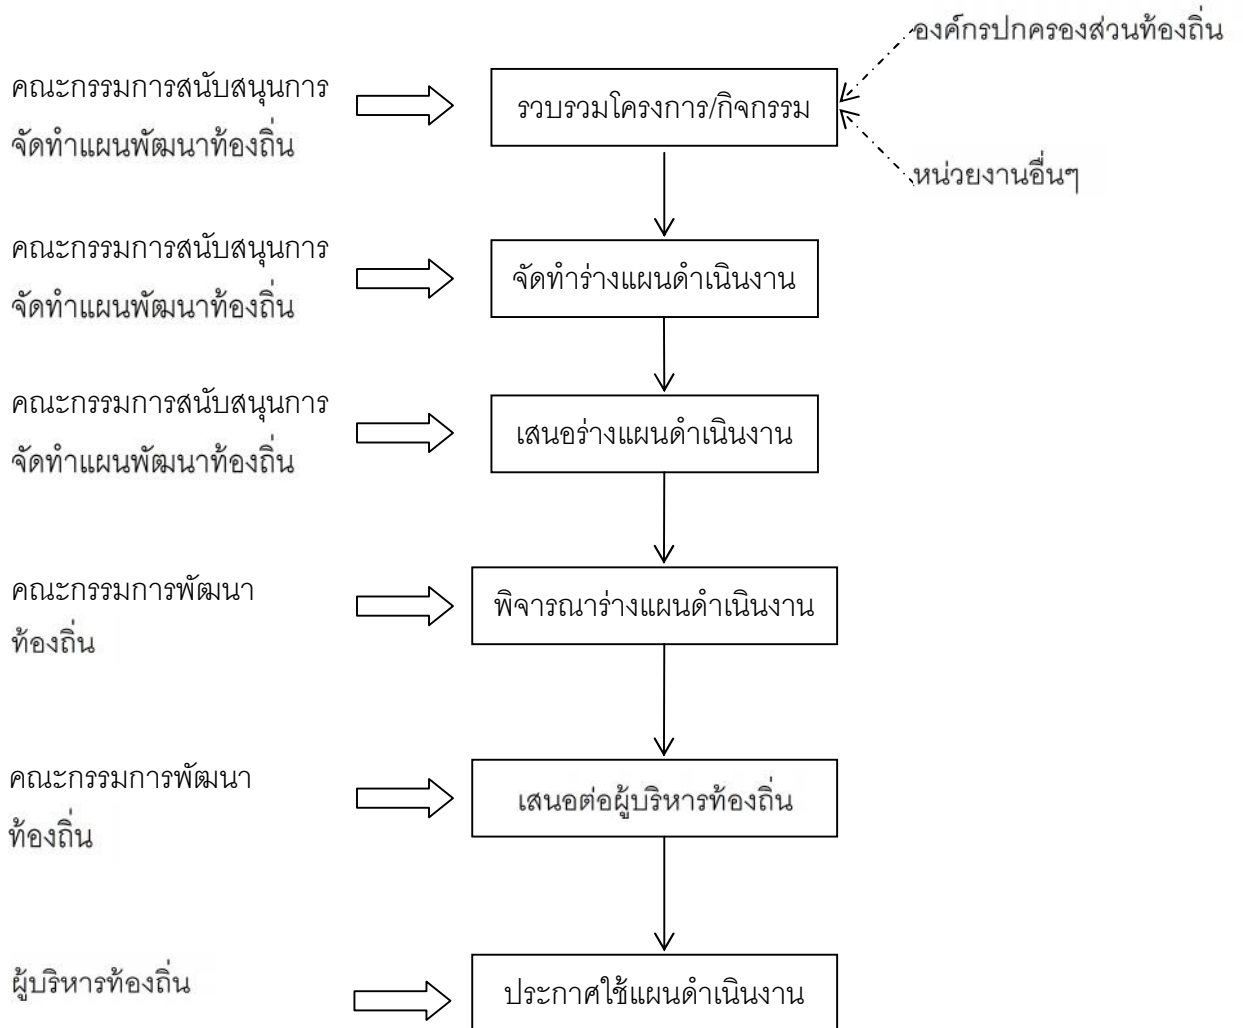 องค์กรปกครองส่วนท้องถิ่น
คณะกรรมการสนับสนุนการ
จัดทำแผนพัฒนาท้องถิ่น
รวบรวมโครงการ/กิจกรรม
หน่วยงานอื่นๆ
คณะกรรมการสนับสนุนการ
จัดทำแผนพัฒนาท้องถิ่น
จัดทำร่างแผนดำเนินงาน
คณะกรรมการสนับสนุนการ
จัดทำแผนพัฒนาท้องถิ่น
เสนอร่างแผนดำเนินงาน
คณะกรรมการพัฒนา
ท้องถิ่น
พิจารณาร่างแผนดำเนินงาน
คณะกรรมการพัฒนา
ท้องถิ่น
เสนอต่อผู้บริหารท้องถิ่น
ผู้บริหารท้องถิ่น
ประกาศใช้แผนดำเนินงาน